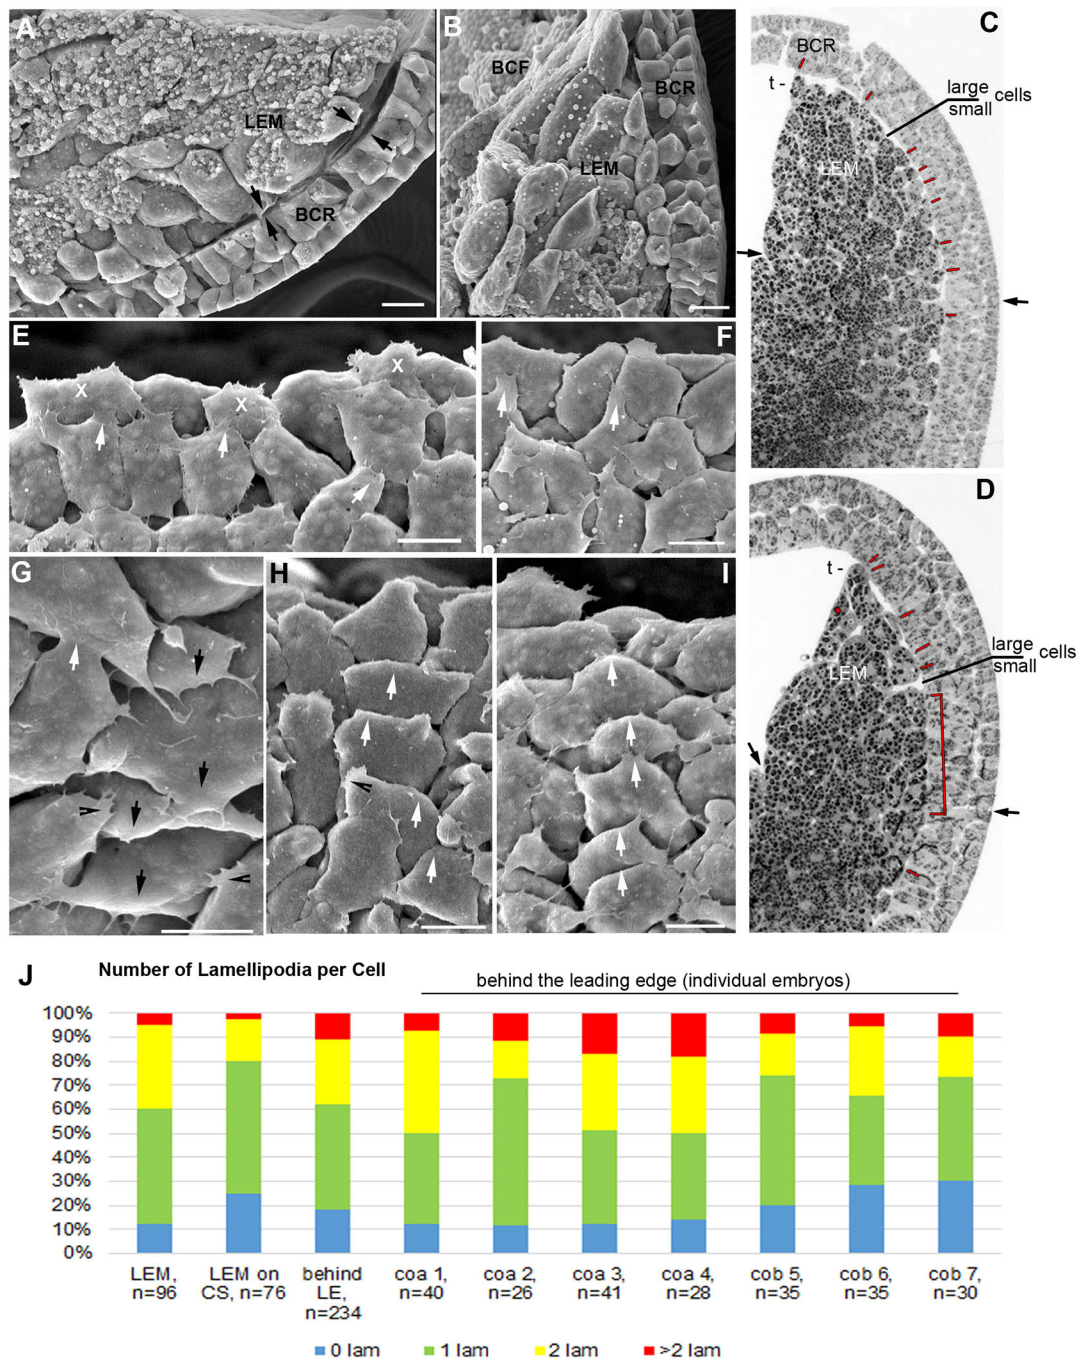 A
LEM
BCR
B
BCF
BCR
LEM
C
BCR
t -
large
small
cells
LEM
D
t -
large
small
cells
LEM
E
X
X
X
F
G
H
I
J
Number of Lamellipodia per Cell
behind the leading edge (individual embryos)
100%
90%
80%
70%
60%
50%
40%
30%
20%
10%
0%
LEM,
n=96
LEM on
CS, n=76
behind
LE,
n=234
coa 1,
n=40
coa 2,
n=26
coa 3,
n=41
coa 4,
n=28
cob 5,
n=35
cob 6,
n=35
cob 7,
n=30
0 lam
1 lam
2 lam
>2 lam